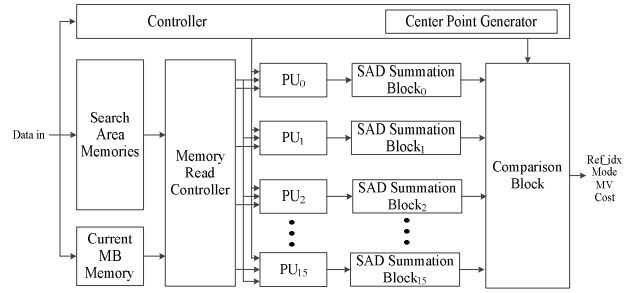 Controller
Center Point Generator
Data in
Search
Area
Memories
Current
MB
Memory
Memory
Read
Controller
PU0
SAD Summation
Block0
PU1
SAD Summation
Block1
PU2
SAD Summation
Block2
PU15
SAD Summation
Block15
Comparison
Block
Ref_idx
Mode
MV
Cost